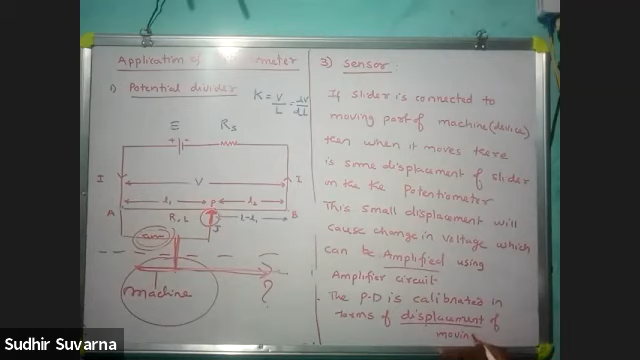 Application of meter
1) Potential divider
K = V/L = dV/dL
E
Rs
+ -
I
V
I
l1
P
l2
A
B
R, L
J
l-l1
machine
?
3) Sensor :
If slider is connected to
moving part of machine (device)
then when it moves there
is some displacement of slider
on the the Potentiometer
This small displacement will
cause change in voltage which
can be Amplified using
Amplifier circuit-
. The P.D is calibrated in
terms of displacement of
movin
Sudhir Suvarna